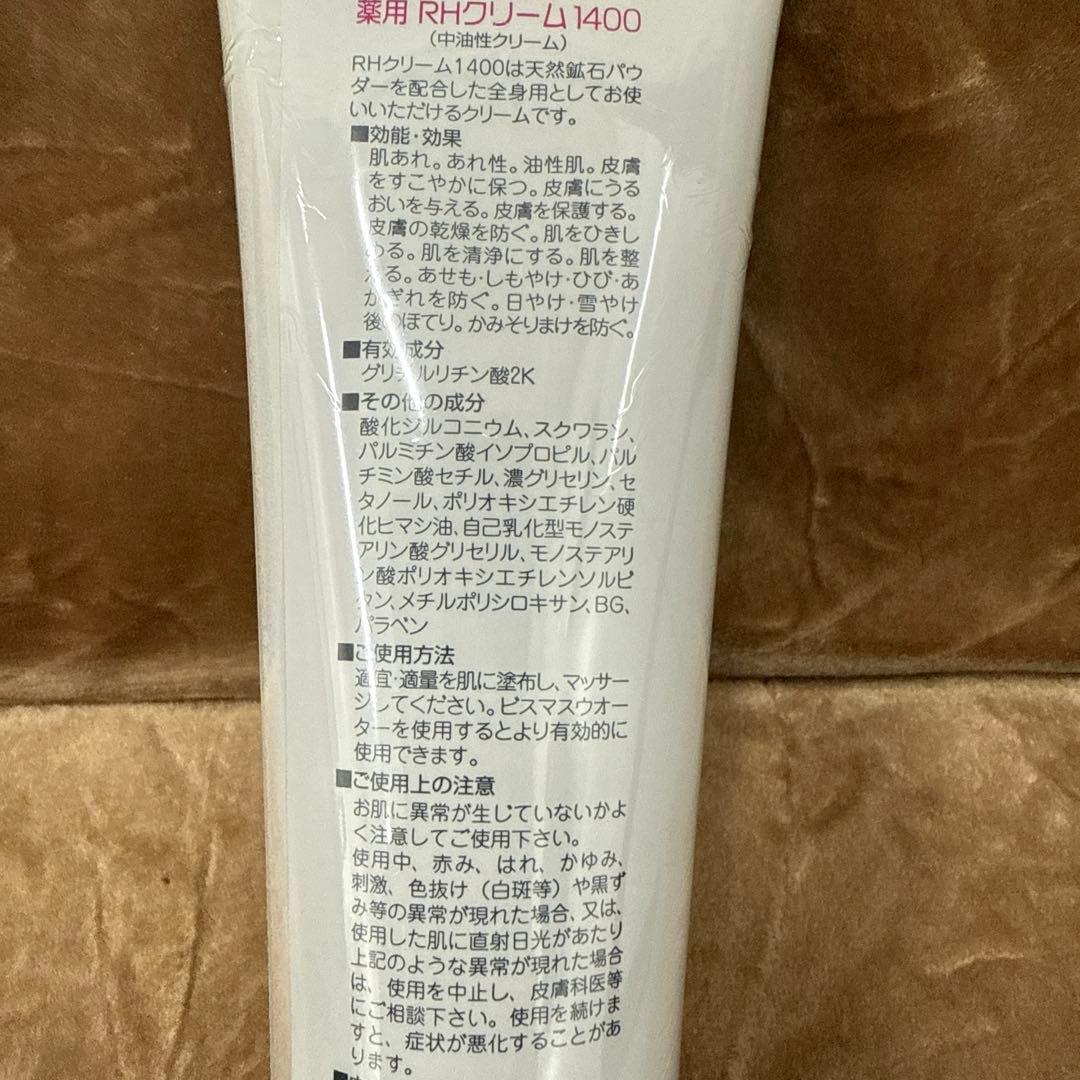 薬用 RHクリーム1400
（中油性クリーム）
RHクリーム1400は天然鉱石パウ
ダーを配合した全身用としてお使
いいただけるクリームです。
■効能・効果
肌あれ。あれ性。油性肌。皮膚
をすこやかに保つ。皮膚にうる
おいを与える。皮膚を保護する。
皮膚の乾燥を防ぐ。肌をひきし
める。肌を清浄にする。肌を整
える。あせも・しもやけ・ひび・あ
かぎれを防ぐ。日やけ・雪やけ
後のほてり。かみそりまけを防ぐ。
■有効成分
グリチルリチン酸2K
■その他の成分
酸化ジルコニウム、スクワラン、
パルミチン酸イソプロピル、パル
チミン酸セチル、濃グリセリン、セ
タノール、ポリオキシエチレン硬
化ヒマシ油、自己乳化型モノステ
アリン酸グリセリル、モノステアリ
ン酸ポリオキシエチレンソルビ
タン、メチルポリシロキサン、BG、
パラベン
■ご使用方法
適宜・適量を肌に塗布し、マッサー
ジしてください。ビスマスウオー
ターを使用するとより有効的に
使用できます。
■ご使用上の注意
お肌に異常が生じていないかよ
く注意してご使用下さい。
使用中、赤み、はれ、かゆみ、
刺激、色抜け（白斑等）や黒ず
み等の異常が現れた場合、又は、
使用した肌に直射日光があたり
上記のような異常が現れた場合
は、使用を中止し、皮膚科医等
にご相談下さい。使用を続けま
すと、症状が悪化することがあ
ります。